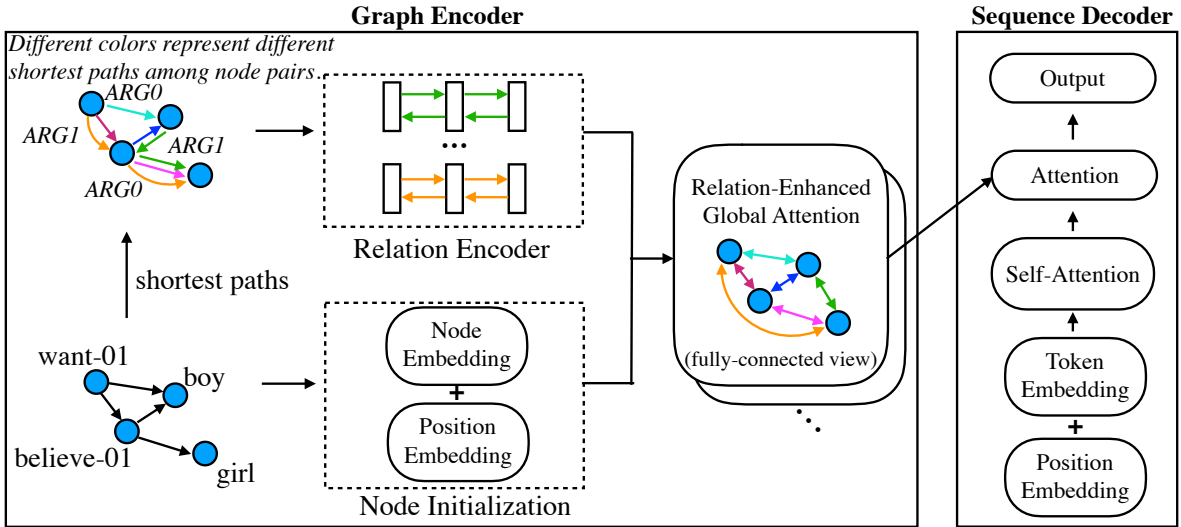 Graph Encoder
Different colors represent different
shortest paths among node pairs.
ARG0
ARG1
ARG1
ARG0
...
Relation Encoder
shortest paths
want-01
boy
believe-01
girl
Node
Embedding
+
Position
Embedding
Node Initialization
Relation-Enhanced
Global Attention
(fully-connected view)
...
Sequence Decoder
Output
Attention
Self-Attention
Token
Embedding
+
Position
Embedding